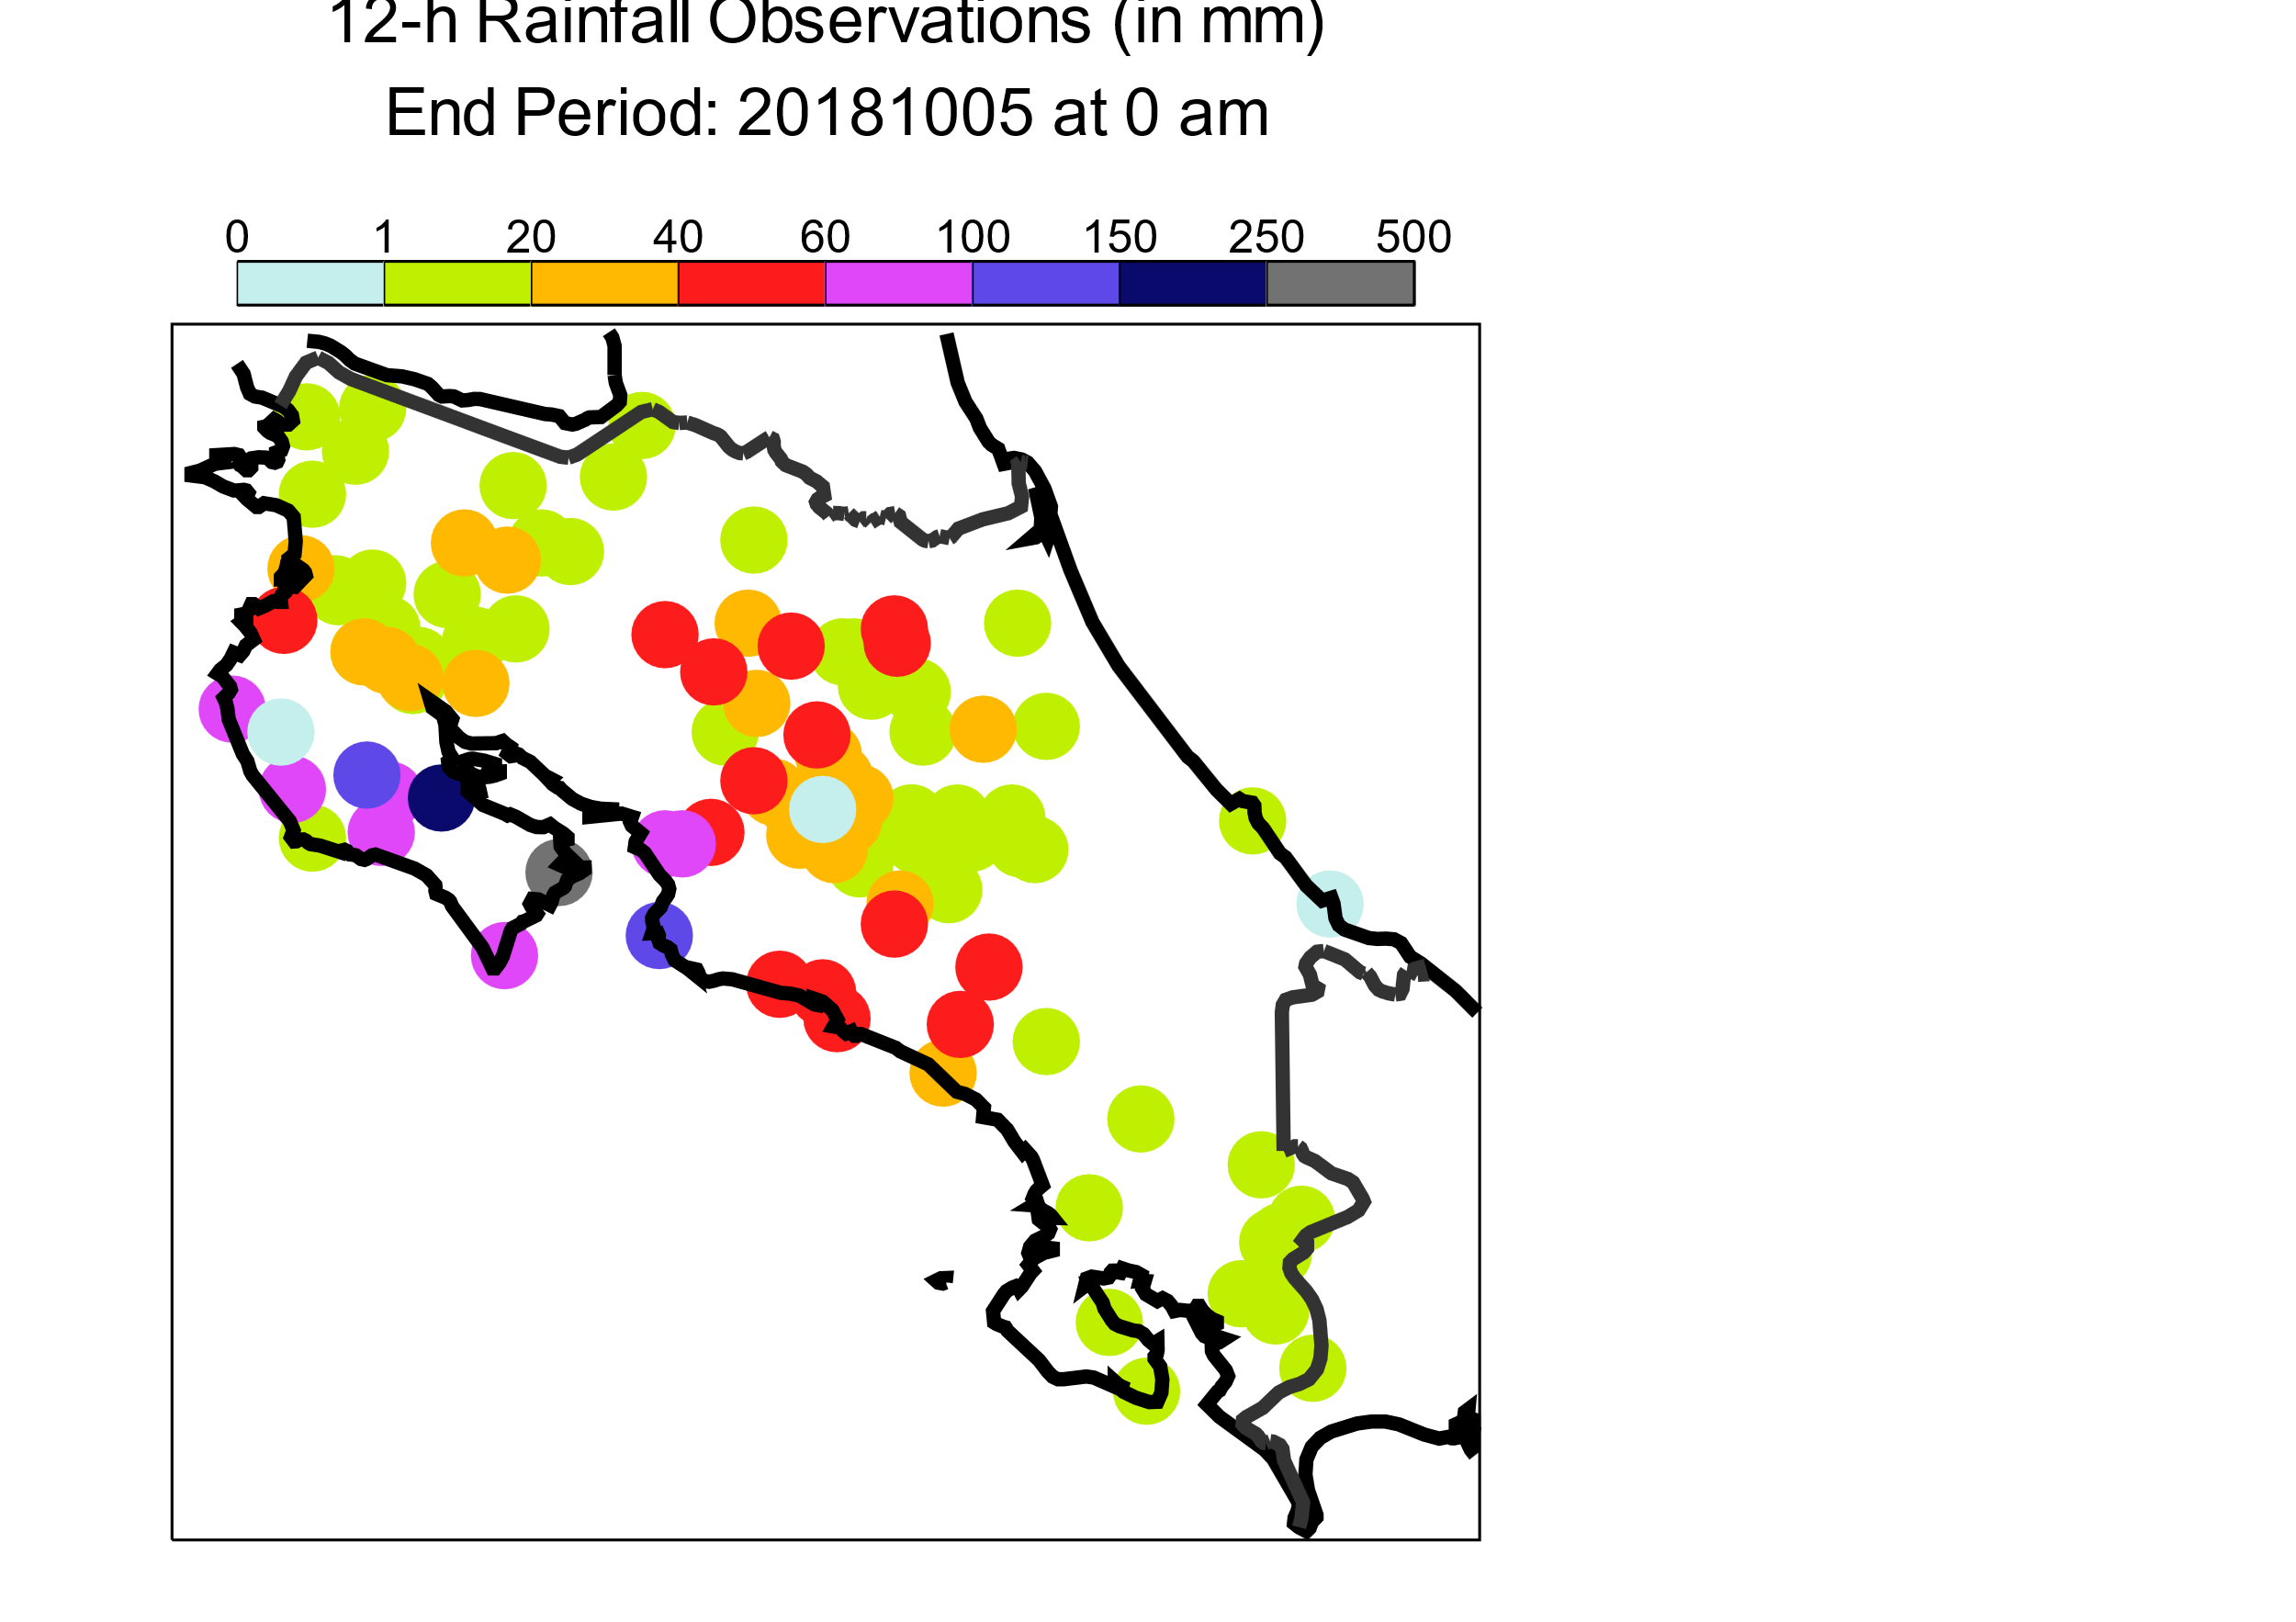 12-h Rainfall Observations (in mm)
End Period: 20181005 at 0 am
0 1 20 40 60 100 150 250 500